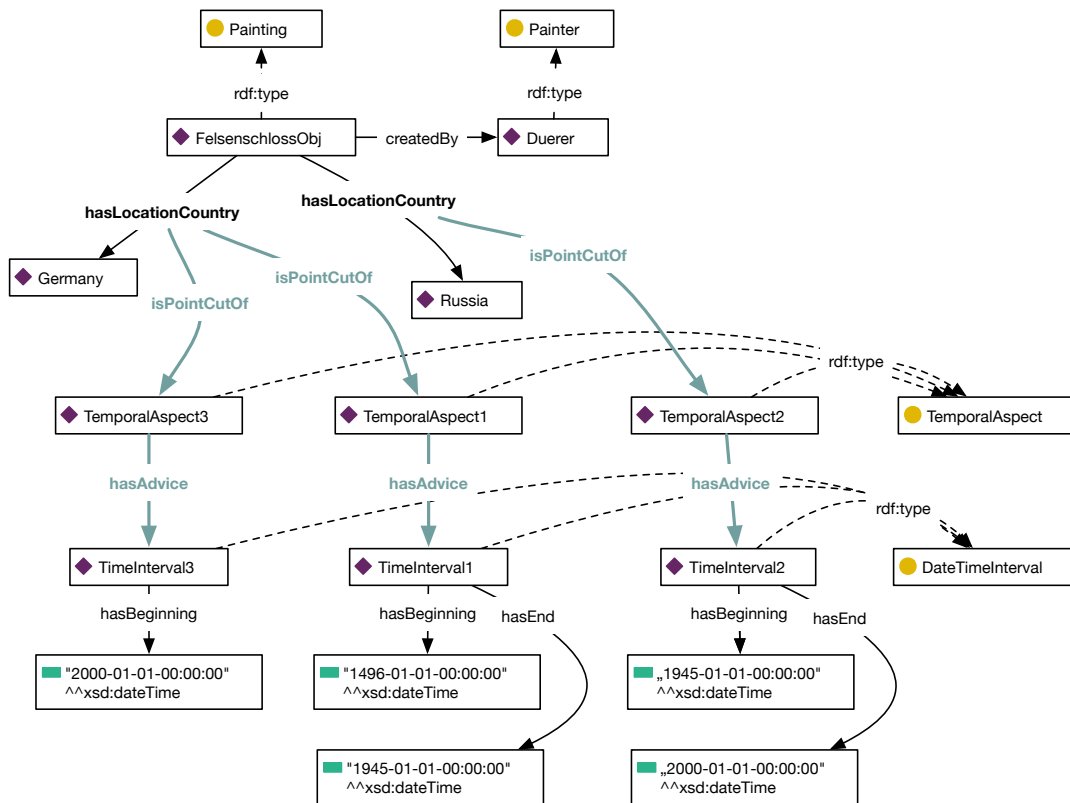 Painting
Painter
rdf:type
rdf:type
FelsenschlossObj
createdBy
Duerer
hasLocationCountry
hasLocationCountry
isPointCutOf
Germany
isPointCutOf
isPointCutOf
Russia
rdf:type
TemporalAspect3
TemporalAspect1
TemporalAspect2
TemporalAspect
hasAdvice
hasAdvice
hasAdvice
rdf:type
TimeInterval3
TimeInterval1
TimeInterval2
DateTimeInterval
hasBeginning
hasBeginning
hasEnd
hasBeginning
hasEnd
"2000-01-01-00:00:00"
^^xsd:dateTime
"1496-01-01-00:00:00"
^^xsd:dateTime
„1945-01-01-00:00:00"
^^xsd:dateTime
"1945-01-01-00:00:00"
^^xsd:dateTime
„2000-01-01-00:00:00"
^^xsd:dateTime